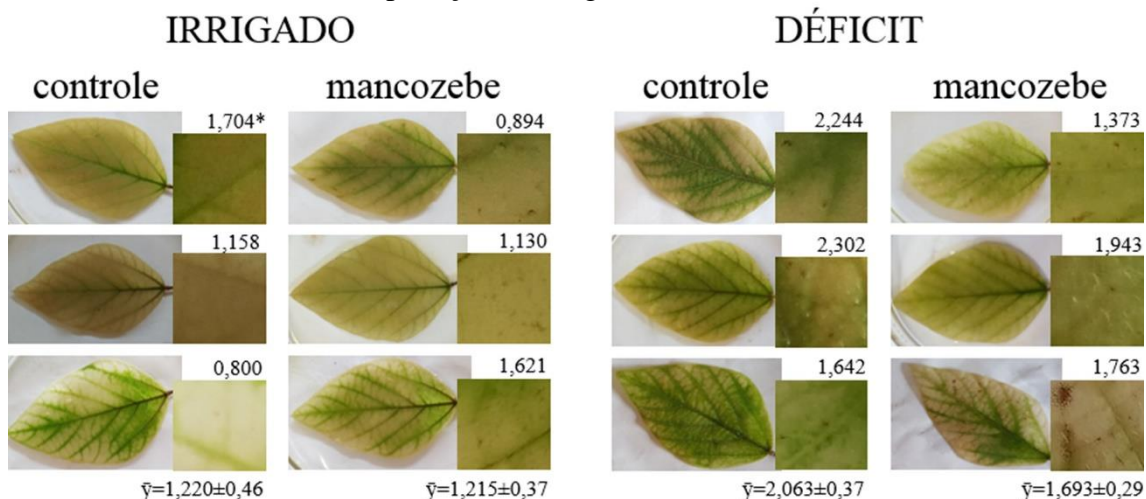 IRRIGADO
DÉFICIT
controle
mancozebe
controle
mancozebe
1,704*
0,894
2,244
1,373
1,158
1,130
2,302
1,943
0,800
1,621
1,642
1,763
ȳ=1,220±0,46
ȳ=1,215±0,37
ȳ=2,063±0,37
ȳ=1,693±0,29